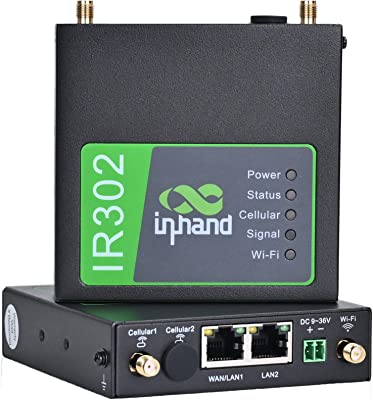 IR302
inhand
Power
Status
Cellular
Signal
Wi-Fi
Cellular1
Cellular2
WAN/LAN1
LAN2
DC 9~36V
+ −
Wi-Fi